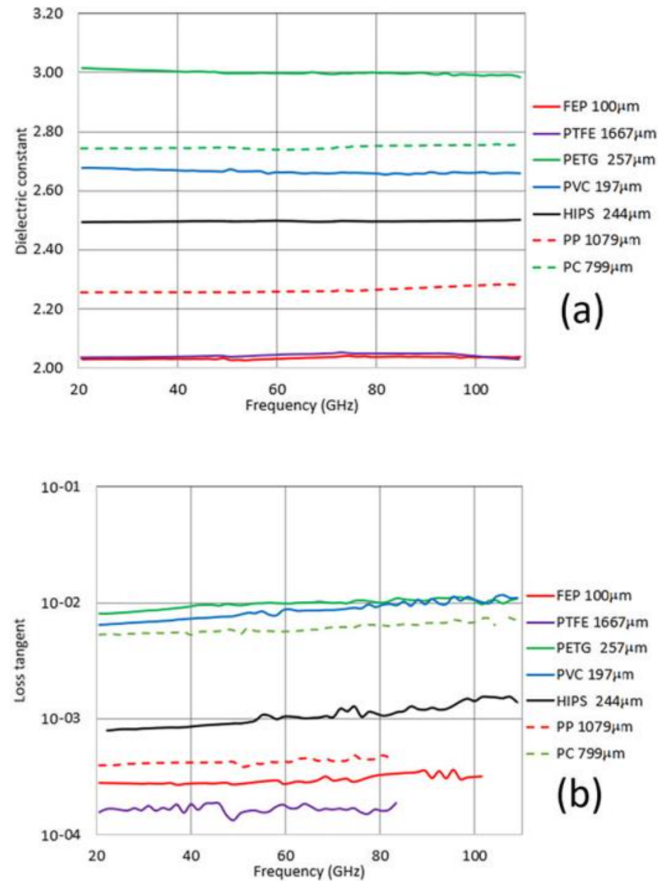 3.20
3.00
2.80
2.60
2.40
2.20
2.00
Dielectric constant
20 40 60 80 100
Frequency (GHz)
FEP 100μm
PTFE 1667μm
PETG 257μm
PVC 197μm
HIPS 244μm
PP 1079μm
PC 799μm
(a)
10-01
10-02
10-03
10-04
Loss tangent
20 40 60 80 100
Frequency (GHz)
FEP 100μm
PTFE 1667μm
PETG 257μm
PVC 197μm
HIPS 244μm
PP 1079μm
PC 799μm
(b)